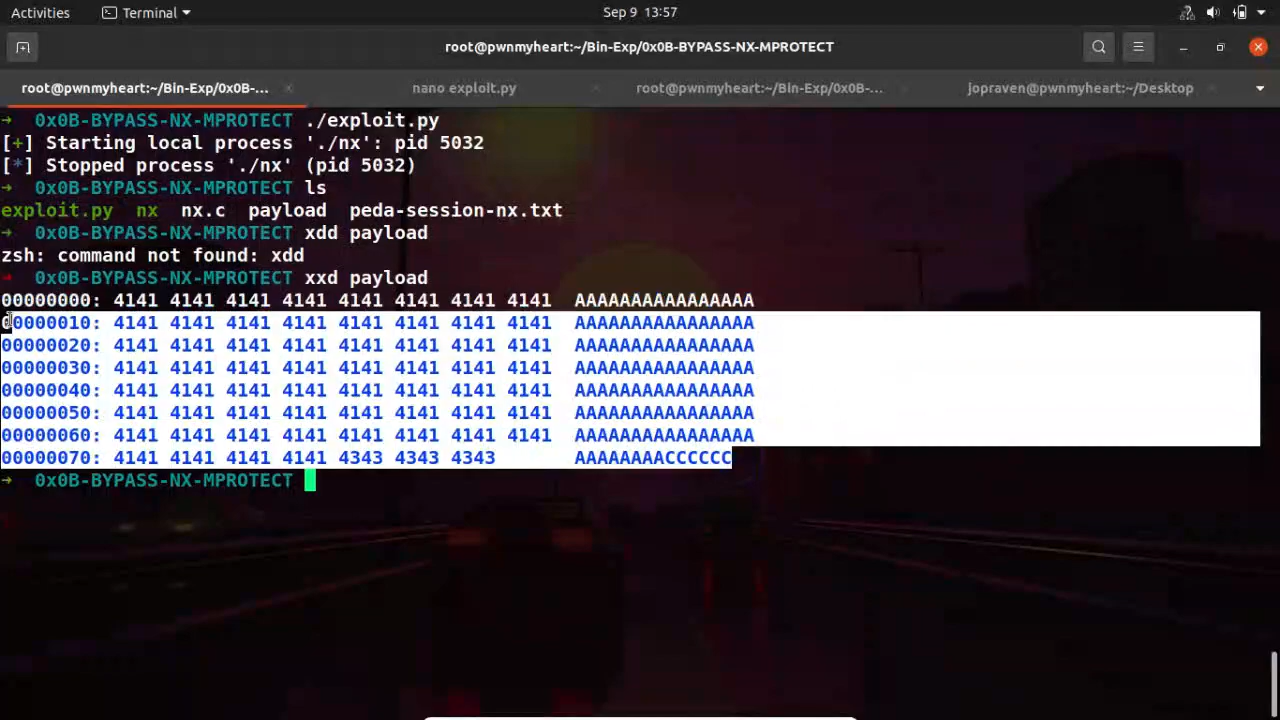 Activities Terminal Sep 9 13:57
root@pwnmyheart:~/Bin-Exp/0x0B-BYPASS-NX-MPROTECT
root@pwnmyheart:~/Bin-Exp/0x0B-... nano exploit.py root@pwnmyheart:~/Bin-Exp/0x0B-... jopraven@pwnmyheart:~/Desktop
➜ 0x0B-BYPASS-NX-MPROTECT ./exploit.py
[+] Starting local process './nx': pid 5032
[*] Stopped process './nx' (pid 5032)
➜ 0x0B-BYPASS-NX-MPROTECT ls
exploit.py nx nx.c payload peda-session-nx.txt
➜ 0x0B-BYPASS-NX-MPROTECT xdd payload
zsh: command not found: xdd
➜ 0x0B-BYPASS-NX-MPROTECT xxd payload
00000000: 4141 4141 4141 4141 4141 4141 4141 4141 AAAAAAAAAAAAAAAA
00000010: 4141 4141 4141 4141 4141 4141 4141 4141 AAAAAAAAAAAAAAAA
00000020: 4141 4141 4141 4141 4141 4141 4141 4141 AAAAAAAAAAAAAAAA
00000030: 4141 4141 4141 4141 4141 4141 4141 4141 AAAAAAAAAAAAAAAA
00000040: 4141 4141 4141 4141 4141 4141 4141 4141 AAAAAAAAAAAAAAAA
00000050: 4141 4141 4141 4141 4141 4141 4141 4141 AAAAAAAAAAAAAAAA
00000060: 4141 4141 4141 4141 4141 4141 4141 4141 AAAAAAAAAAAAAAAA
00000070: 4141 4141 4141 4141 4343 4343 4343 AAAAAAAACCCCCC
➜ 0x0B-BYPASS-NX-MPROTECT